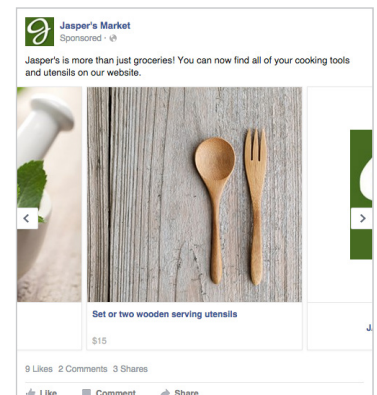 Jasper's Market
Sponsored ·
Jasper's is more than just groceries! You can now find all of your cooking tools
and utensils on our website.
Set or two wooden serving utensils
$15
J
9 Likes 2 Comments 3 Shares
Like Comment Share